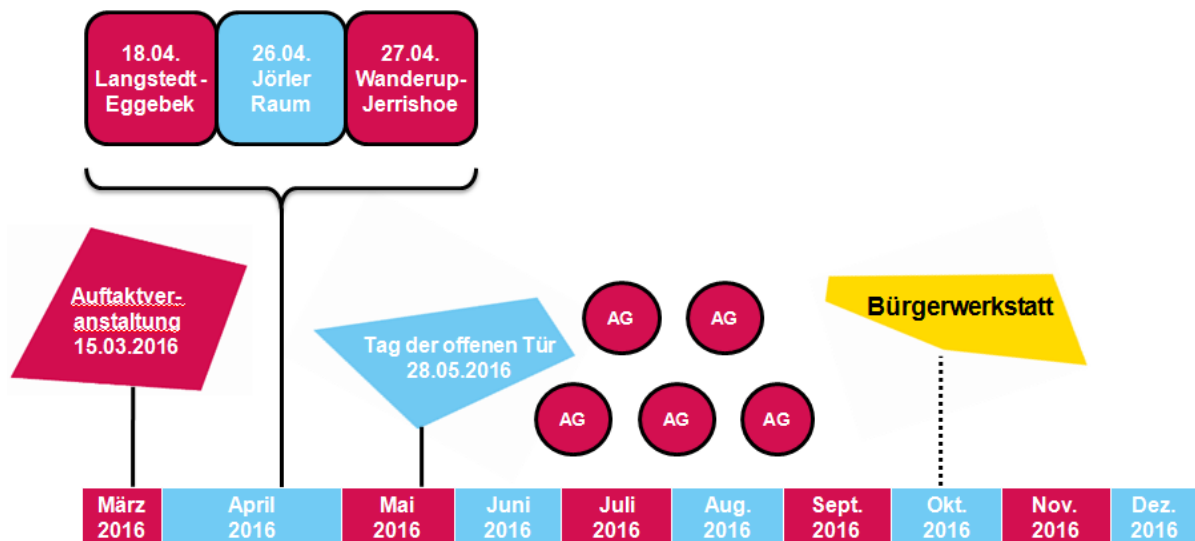 18.04.
Langstedt -
Eggebek
26.04.
Jörler
Raum
27.04.
Wanderup-
Jerrishoe
Auftaktver-
anstaltung
15.03.2016
Tag der offenen Tür
28.05.2016
AG
AG
AG
AG
AG
Bürgerwerkstatt
März
2016
April
2016
Mai
2016
Juni
2016
Juli
2016
Aug.
2016
Sept.
2016
Okt.
2016
Nov.
2016
Dez.
2016